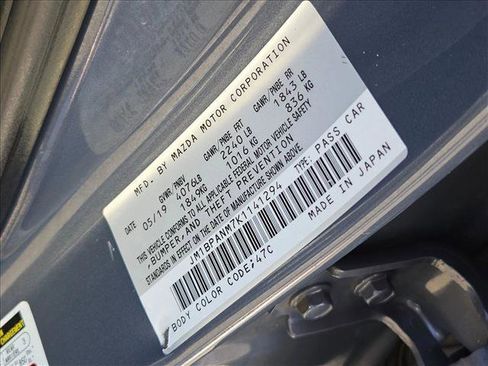 MFD. BY MAZDA MOTOR CORPORATION
GVWR/PNBV GAWR/PNBE FRT GAWR/PNBE RR
05/19 4076LB 2240 LB 1843 LB
1849KG 1016 KG 836 KG
THIS VEHICLE CONFORMS TO ALL APPLICABLE FEDERAL MOTOR VEHICLE SAFETY
,BUMPER, AND THEFT PREVENTION STANDARDS IN EFFECT ON THE DATE OF MANUFACTURE SHOWN ABOVE.
JM1BPANM7K1141294 TYPE: PASS CAR
BODY COLOR CODE;47C MADE IN JAPAN